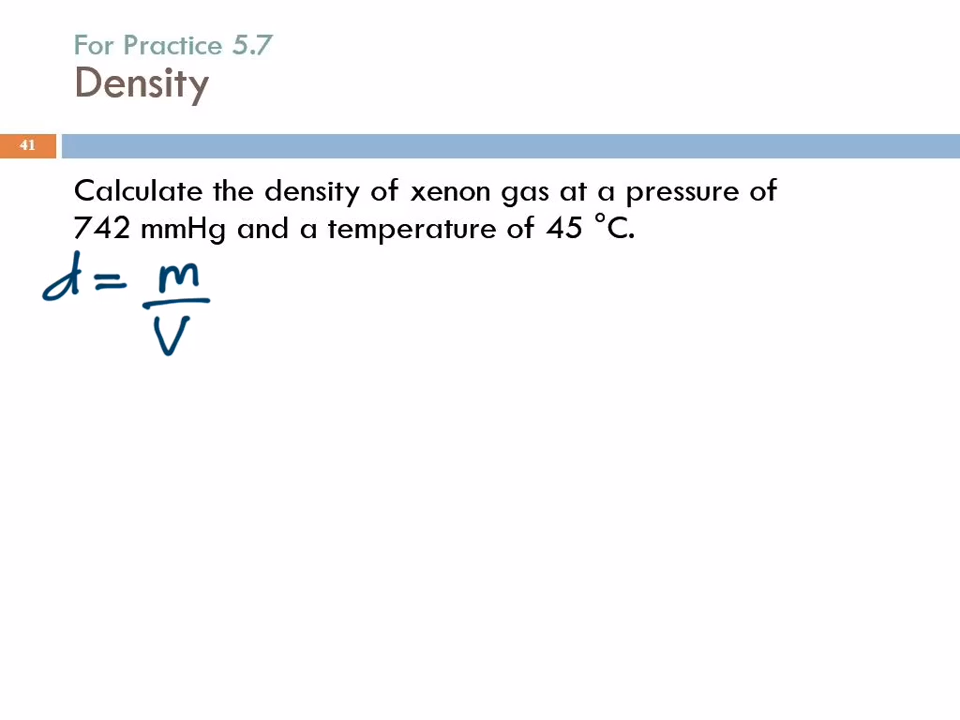 For Practice 5.7
Density
41
Calculate the density of xenon gas at a pressure of
742 mmHg and a temperature of 45 °C.
d = m
V